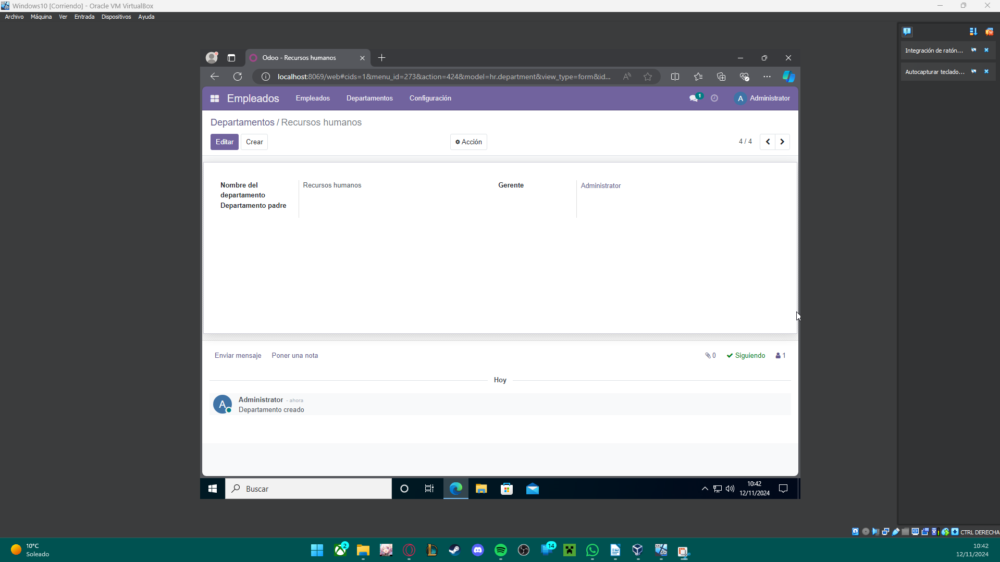 Windows10 [Corriendo] - Oracle VM VirtualBox
Archivo Máquina Ver Entrada Dispositivos Ayuda
Integración de ratón...
Autocapturar teclado...
Odoo - Recursos humanos
localhost:8069/web#cids=1&menu_id=273&action=424&model=hr.department&view_type=form&id...
Empleados Empleados Departamentos Configuración 1 A Administrator
Departamentos / Recursos humanos
Editar Crear Acción 4 / 4
Nombre del departamento Recursos humanos Gerente Administrator
Departamento padre
Enviar mensaje Poner una nota 0 Siguiendo 1
Hoy
A Administrator - ahora
Departamento creado
Buscar 10:42
12/11/2024
CTRL DERECHA
10°C
Soleado
2 14 10:42
12/11/2024